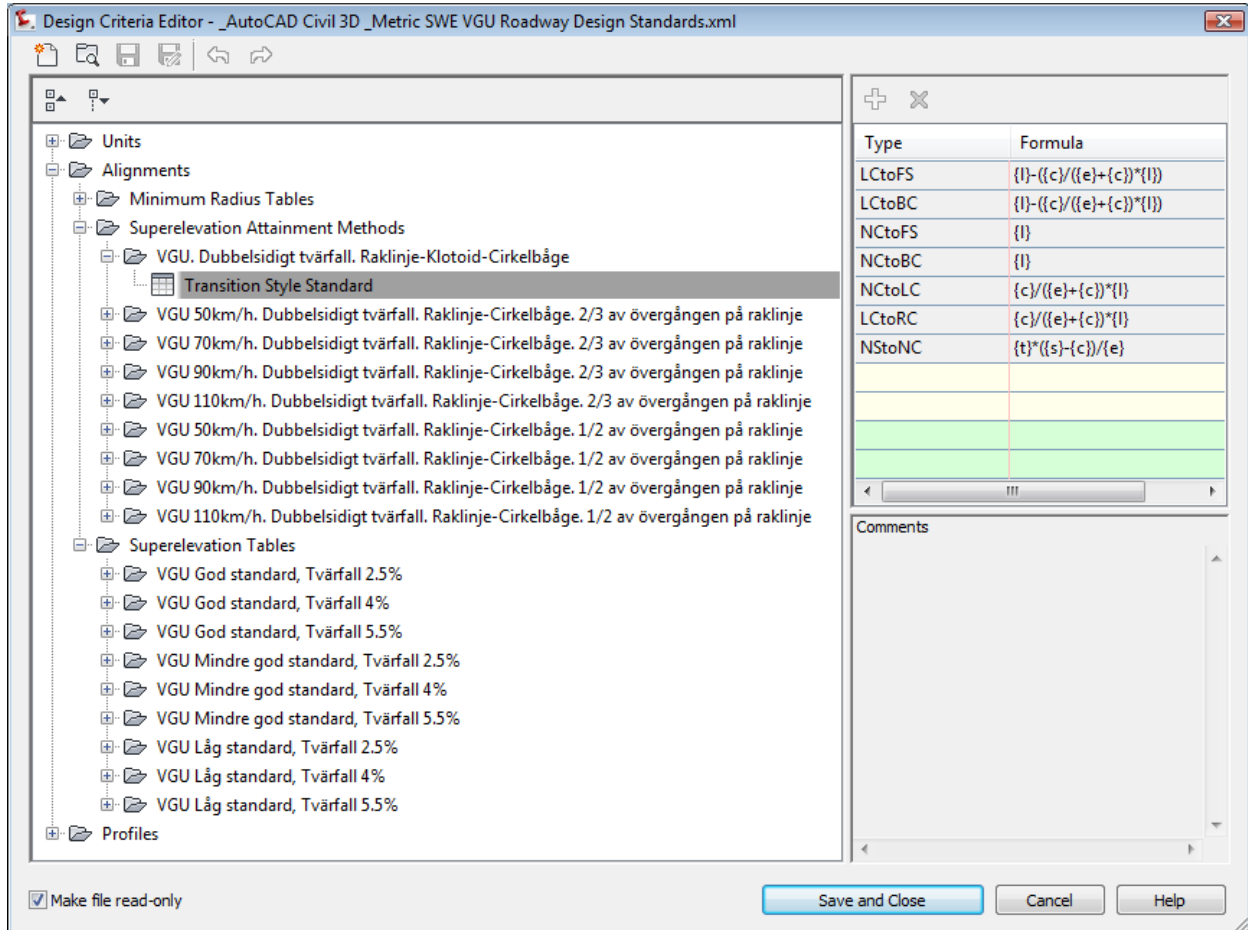 Design Criteria Editor - _AutoCAD Civil 3D _Metric SWE VGU Roadway Design Standards.xml
Units
Alignments
Minimum Radius Tables
Superelevation Attainment Methods
VGU. Dubbelsidigt tvärfall. Raklinje-Klotoid-Cirkelbåge
Transition Style Standard
VGU 50km/h. Dubbelsidigt tvärfall. Raklinje-Cirkelbåge. 2/3 av övergången på raklinje
VGU 70km/h. Dubbelsidigt tvärfall. Raklinje-Cirkelbåge. 2/3 av övergången på raklinje
VGU 90km/h. Dubbelsidigt tvärfall. Raklinje-Cirkelbåge. 2/3 av övergången på raklinje
VGU 110km/h. Dubbelsidigt tvärfall. Raklinje-Cirkelbåge. 2/3 av övergången på raklinje
VGU 50km/h. Dubbelsidigt tvärfall. Raklinje-Cirkelbåge. 1/2 av övergången på raklinje
VGU 70km/h. Dubbelsidigt tvärfall. Raklinje-Cirkelbåge. 1/2 av övergången på raklinje
VGU 90km/h. Dubbelsidigt tvärfall. Raklinje-Cirkelbåge. 1/2 av övergången på raklinje
VGU 110km/h. Dubbelsidigt tvärfall. Raklinje-Cirkelbåge. 1/2 av övergången på raklinje
Superelevation Tables
VGU God standard, Tvärfall 2.5%
VGU God standard, Tvärfall 4%
VGU God standard, Tvärfall 5.5%
VGU Mindre god standard, Tvärfall 2.5%
VGU Mindre god standard, Tvärfall 4%
VGU Mindre god standard, Tvärfall 5.5%
VGU Låg standard, Tvärfall 2.5%
VGU Låg standard, Tvärfall 4%
VGU Låg standard, Tvärfall 5.5%
Profiles
Type Formula
LCtoFS {l}-({c}/({e}+{c})*{l})
LCtoBC {l}-({c}/({e}+{c})*{l})
NCtoFS {l}
NCtoBC {l}
NCtoLC {c}/({e}+{c})*{l}
LCtoRC {c}/({e}+{c})*{l}
NStoNC {t}*({s}-{c})/{e}
Comments
Make file read-only
Save and Close
Cancel
Help